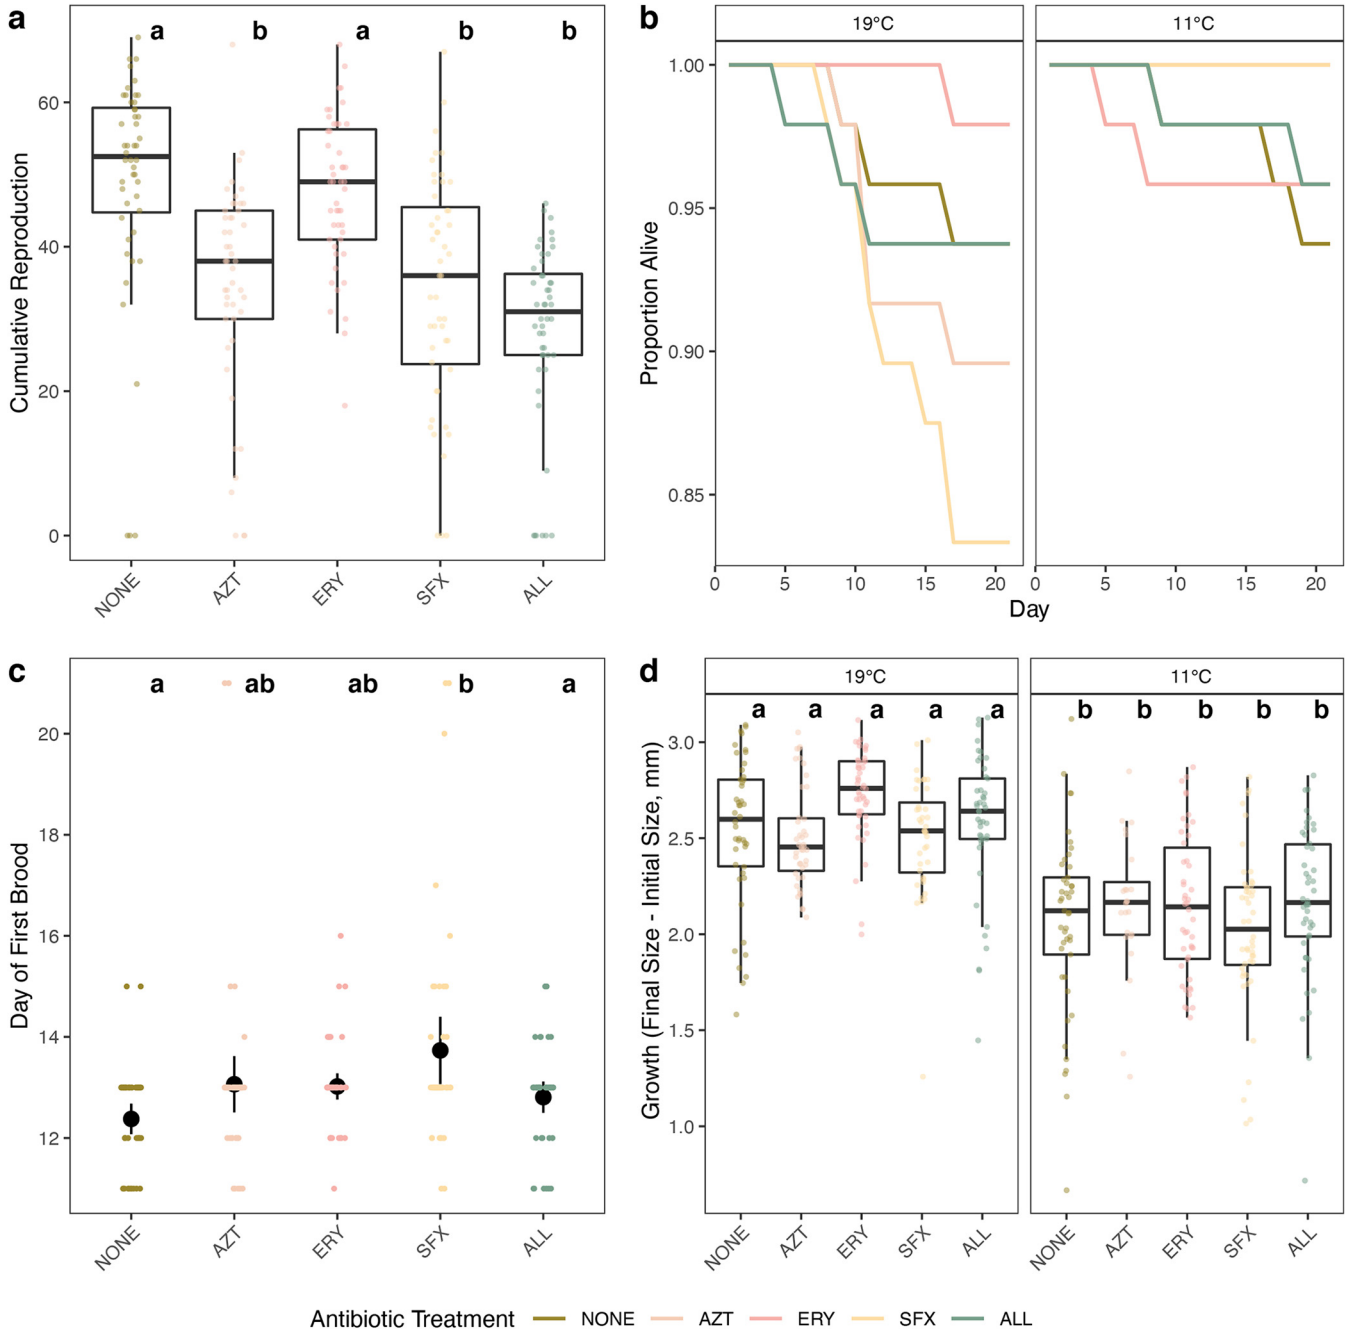 a
a b a b b
Cumulative Reproduction
60
40
20
0
NONE AZT ERY SFX ALL
b
19°C 11°C
Proportion Alive
1.00
0.95
0.90
0.85
0 5 10 15 20 0 5 10 15 20
Day
c
a ab ab b a
Day of First Brood
20
18
16
14
12
NONE AZT ERY SFX ALL
d
19°C 11°C
a a a a a b b b b b
Growth (Final Size - Initial Size, mm)
3.0
2.5
2.0
1.5
1.0
NONE AZT ERY SFX ALL NONE AZT ERY SFX ALL
Antibiotic Treatment NONE AZT ERY SFX ALL